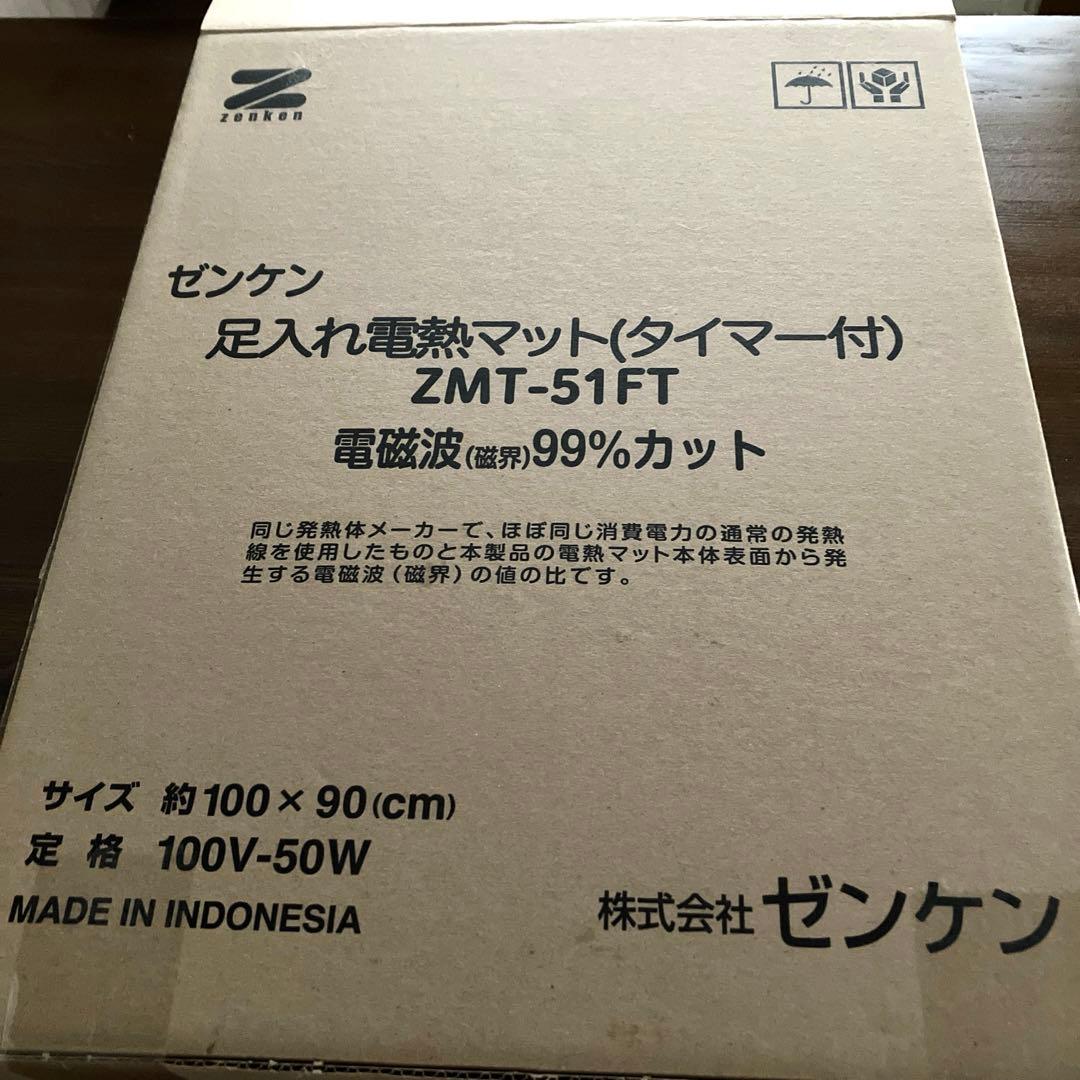 zenken
ゼンケン
足入れ電熱マット(タイマー付)
ZMT-51FT
電磁波(磁界)99%カット
同じ発熱体メーカーで、ほぼ同じ消費電力の通常の発熱
線を使用したものと本製品の電熱マット本体表面から発
生する電磁波(磁界)の値の比です。
サイズ 約100×90(cm)
定格 100V-50W
MADE IN INDONESIA
株式会社ゼンケン